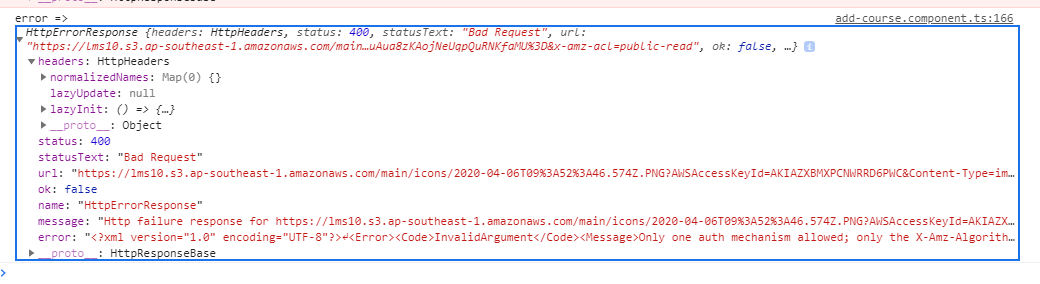 error => add-course.component.ts:166
HttpErrorResponse {headers: HttpHeaders, status: 400, statusText: "Bad Request", url:
"https://lms10.s3.ap-southeast-1.amazonaws.com/main…uAua8zKAojNeUqpQuRNKfaMU%3D&x-amz-acl=public-read", ok: false, …}
headers: HttpHeaders
normalizedNames: Map(0) {}
lazyUpdate: null
lazyInit: () => {…}
__proto__: Object
status: 400
statusText: "Bad Request"
url: "https://lms10.s3.ap-southeast-1.amazonaws.com/main/icons/2020-04-06T09%3A52%3A46.574Z.PNG?AWSAccessKeyId=AKIAZXBMXPCNWRRD6PWC&Content-Type=im…
ok: false
name: "HttpErrorResponse"
message: "Http failure response for https://lms10.s3.ap-southeast-1.amazonaws.com/main/icons/2020-04-06T09%3A52%3A46.574Z.PNG?AWSAccessKeyId=AKIAZX…
error: "<?xml version="1.0" encoding="UTF-8"?>↵<Error><Code>InvalidArgument</Code><Message>Only one auth mechanism allowed; only the X-Amz-Algorith…
__proto__: HttpResponseBase